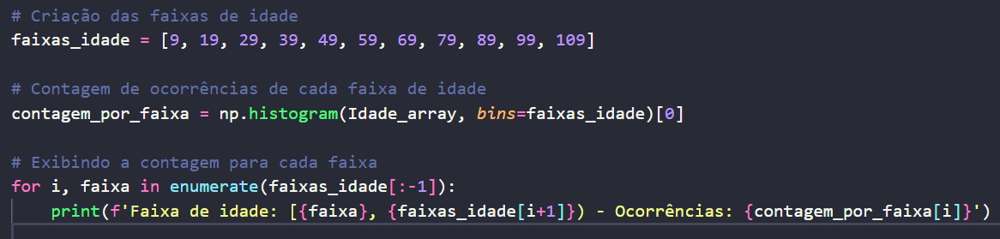 # Criação das faixas de idade
faixas_idade = [9, 19, 29, 39, 49, 59, 69, 79, 89, 99, 109]
# Contagem de ocorrências de cada faixa de idade
contagem_por_faixa = np.histogram(Idade_array, bins=faixas_idade)[0]
# Exibindo a contagem para cada faixa
for i, faixa in enumerate(faixas_idade[:-1]):
    print(f'Faixa de idade: [{faixa}, {faixas_idade[i+1]}) - Ocorrências: {contagem_por_faixa[i]}')